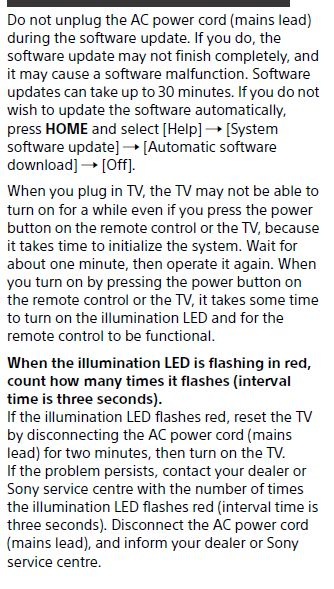 Do not unplug the AC power cord (mains lead)
during the software update. If you do, the
software update may not finish completely, and
it may cause a software malfunction. Software
updates can take up to 30 minutes. If you do not
wish to update the software automatically,
press HOME and select [Help] → [System
software update] → [Automatic software
download] → [Off].
When you plug in TV, the TV may not be able to
turn on for a while even if you press the power
button on the remote control or the TV, because
it takes time to initialize the system. Wait for
about one minute, then operate it again. When
you turn on by pressing the power button on
the remote control or the TV, it takes some time
to turn on the illumination LED and for the
remote control to be functional.
When the illumination LED is flashing in red,
count how many times it flashes (interval
time is three seconds).
If the illumination LED flashes red, reset the TV
by disconnecting the AC power cord (mains
lead) for two minutes, then turn on the TV.
If the problem persists, contact your dealer or
Sony service centre with the number of times
the illumination LED flashes red (interval time is
three seconds). Disconnect the AC power cord
(mains lead), and inform your dealer or Sony
service centre.